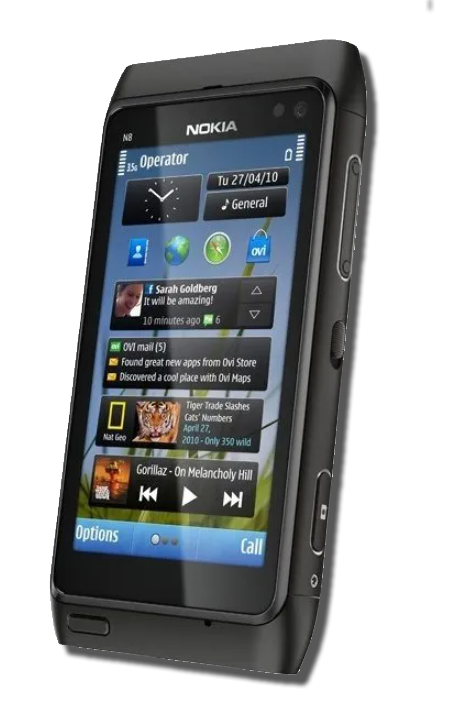 NOKIA
N8
3.5G Operator
Tu 27/04/10
General
ovi
Sarah Goldberg
It will be amazing!
10 minutes ago 6
OVI mail (5)
Found great new apps from Ovi Store
Discovered a cool place with Ovi Maps
Nat Geo
Tiger Trade Slashes
Cats' Numbers
April 27,
2010 - Only 350 wild
Gorillaz - On Melancholy Hill
Options
Call